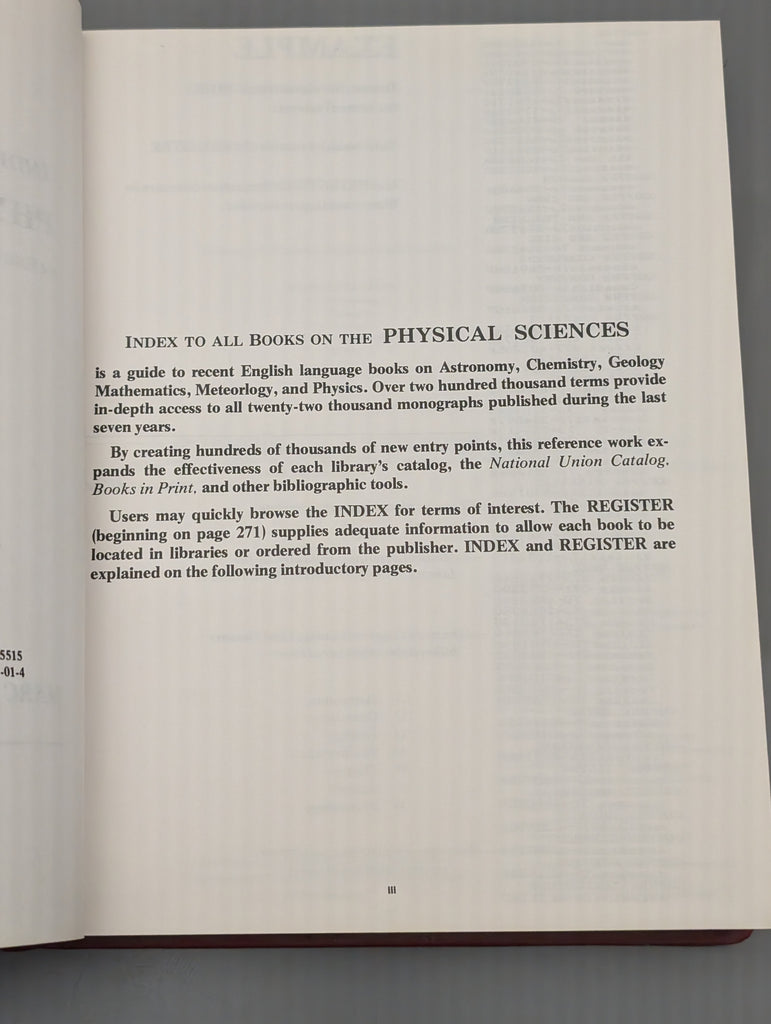 INDEX TO ALL BOOKS ON THE PHYSICAL SCIENCES
is a guide to recent English language books on Astronomy, Chemistry, Geology
Mathematics, Meteorlogy, and Physics. Over two hundred thousand terms provide
in-depth access to all twenty-two thousand monographs published during the last
seven years.
By creating hundreds of thousands of new entry points, this reference work ex-
pands the effectiveness of each library's catalog, the National Union Catalog.
Books in Print, and other bibliographic tools.
Users may quickly browse the INDEX for terms of interest. The REGISTER
(beginning on page 271) supplies adequate information to allow each book to be
located in libraries or ordered from the publisher. INDEX and REGISTER are
explained on the following introductory pages.
5515
-01-4
III